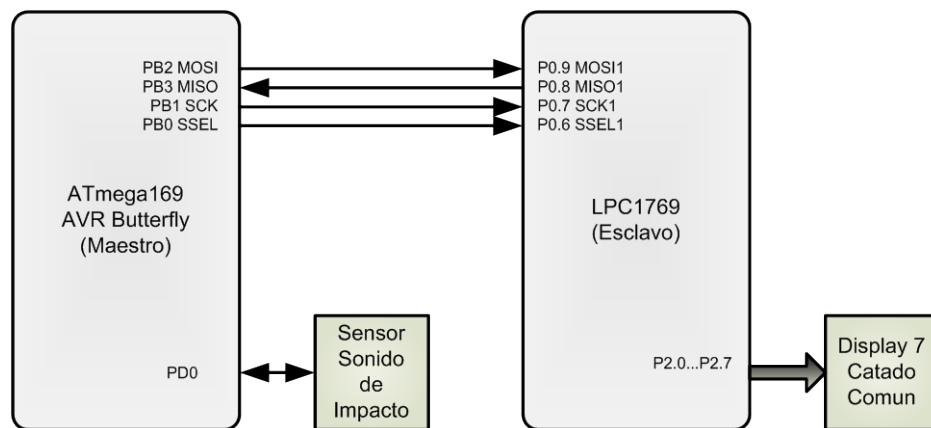 PB2 MOSI
PB3 MISO
PB1 SCK
PB0 SSEL
ATmega169
AVR Butterfly
(Maestro)
PD0
Sensor
Sonido
de
Impacto
P0.9 MOSI1
P0.8 MISO1
P0.7 SCK1
P0.6 SSEL1
LPC1769
(Esclavo)
P2.0...P2.7
Display 7
Catado
Comun